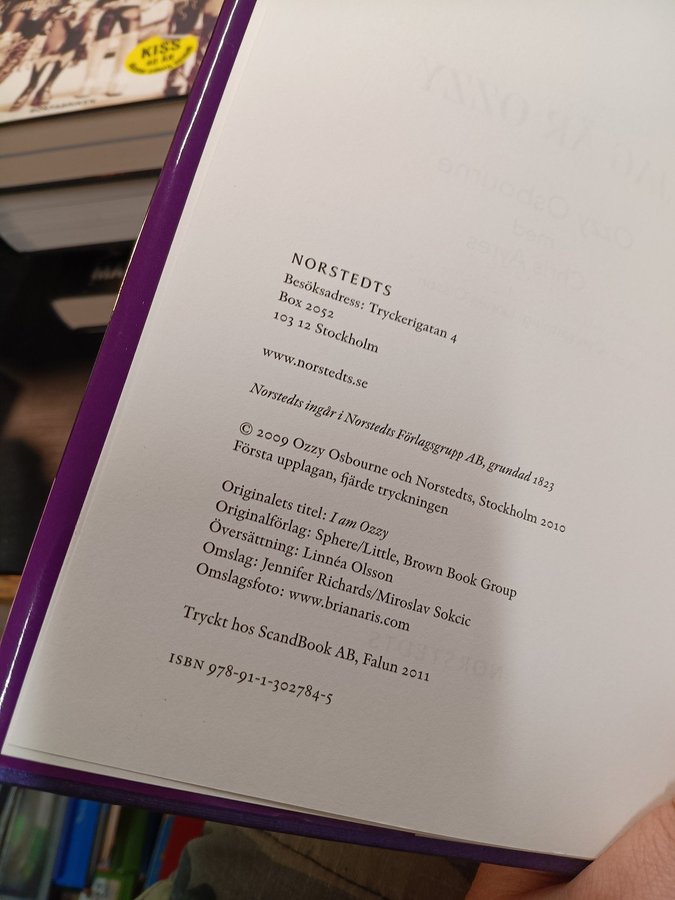 KISS
NORSTEDTS
Besöksadress: Tryckerigatan 4
Box 2052
103 12 Stockholm
www.norstedts.se
Norstedts ingår i Norstedts Förlagsgrupp AB, grundad 1823
© 2009 Ozzy Osbourne och Norstedts, Stockholm 2010
Första upplagan, fjärde tryckningen
Originalets titel: I am Ozzy
Originalförlag: Sphere/Little, Brown Book Group
Översättning: Linnéa Olsson
Omslag: Jennifer Richards/Miroslav Sokcic
Omslagsfoto: www.brianaris.com
Tryckt hos ScandBook AB, Falun 2011
ISBN 978-91-1-302784-5